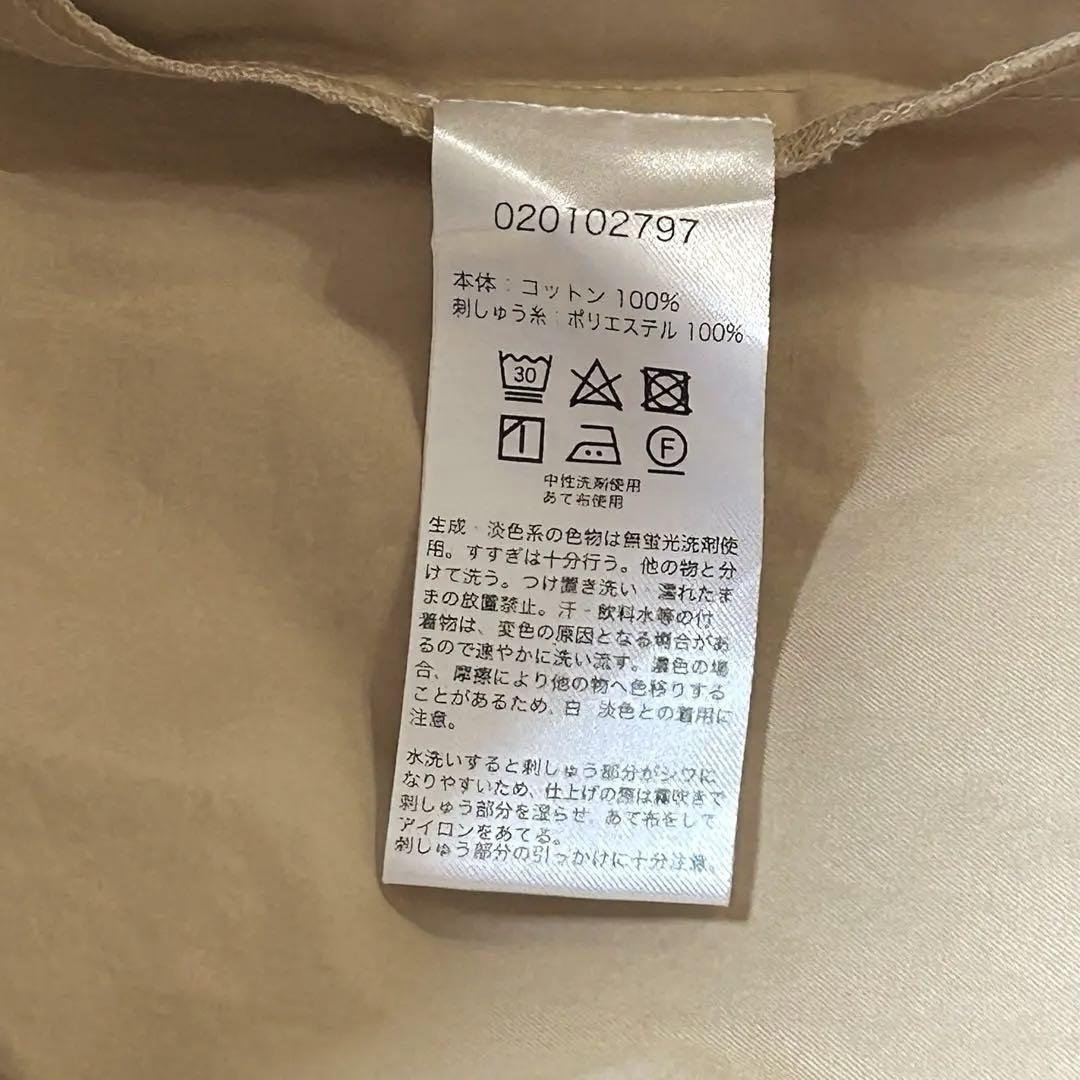 020102797
本体：コットン 100%
刺しゅう糸：ポリエステル 100%
30
F
中性洗剤使用
あて布使用
生成・淡色系の色物は無蛍光洗剤使
用。すすぎは十分行う。他の物と分
けて洗う。つけ置き洗い・濡れたま
まの放置禁止。汗・飲料水等の付
着物は、変色の原因となる場合があ
るので速やかに洗い流す。濃色の場
合、摩擦により他の物へ色移りする
ことがあるため、白・淡色との着用に
注意。
水洗いすると刺しゅう部分がシワに
なりやすいため、仕上げの際は霧吹きで
刺しゅう部分を湿らせ、あて布をして
アイロンをあてる。
刺しゅう部分の引っかけに十分注意。